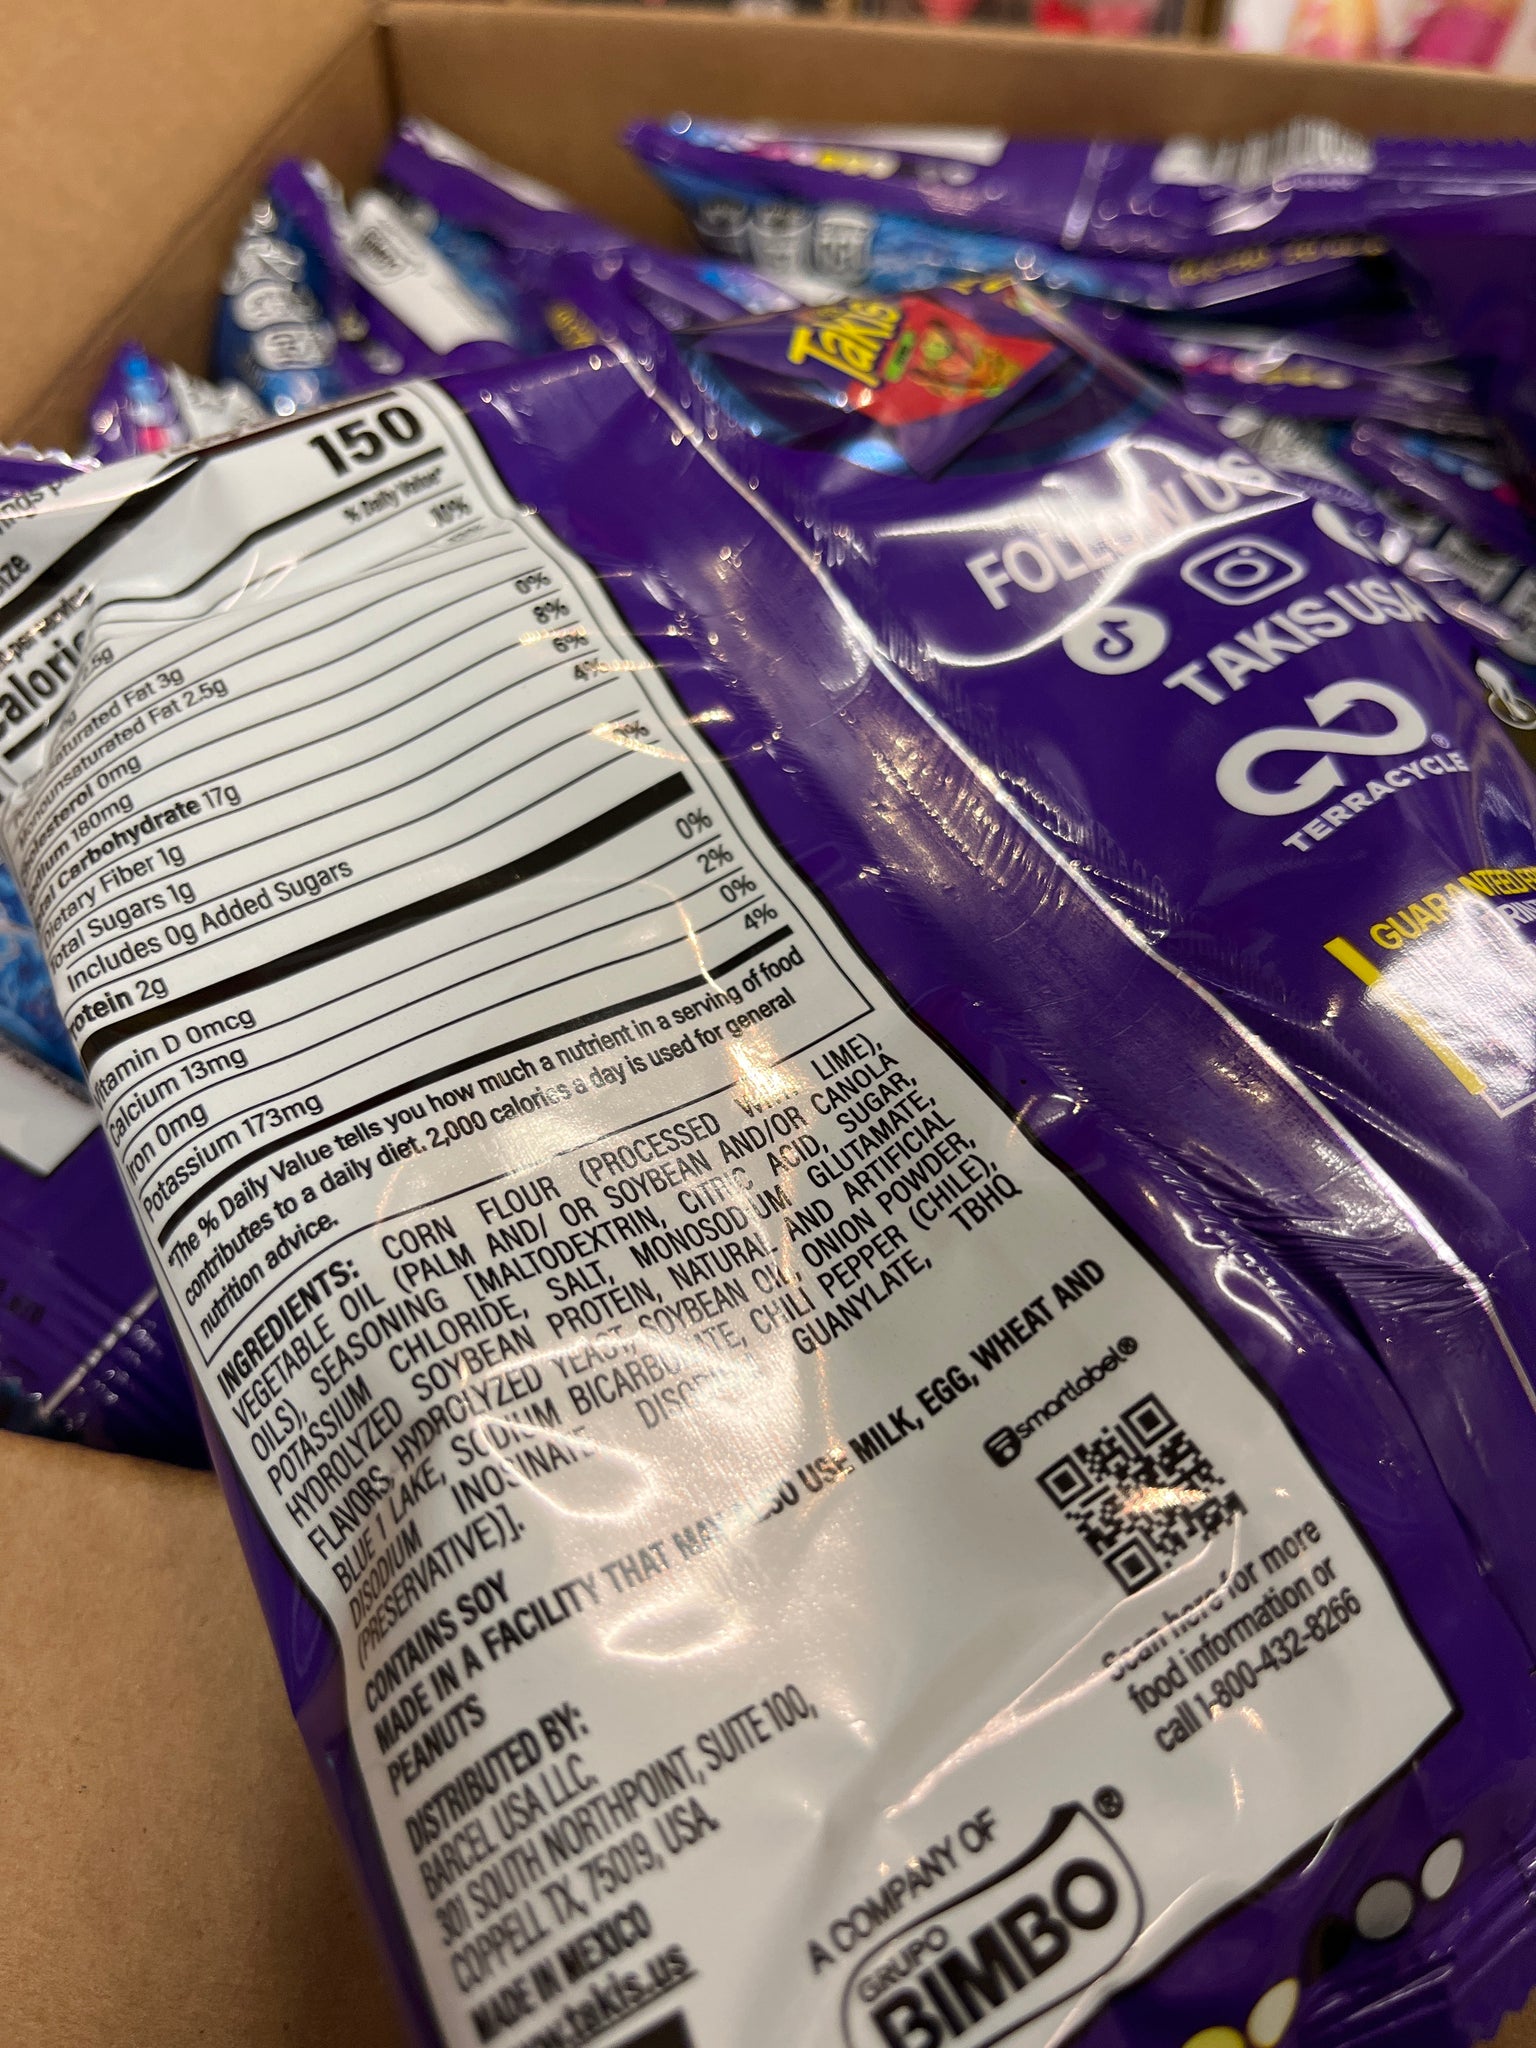 150
% Daily Value*
10%
Calorie
0%
8%
6%
4%
Fat 3g
Fat 2.5g
0mg
180mg
Carbohydrate 17g
Dietary Fiber 1g
Total Sugars 1g
Includes 0g Added Sugars
Protein 2g
Vitamin D 0mcg 0%
Calcium 13mg 2%
Iron 0mg 0%
Potassium 173mg 4%
*The % Daily Value tells you how much a nutrient in a serving of food
contributes to a daily diet. 2,000 calories a day is used for general
nutrition advice.
INGREDIENTS: CORN FLOUR (PROCESSED WITH LIME),
VEGETABLE OIL (PALM AND/ OR SOYBEAN AND/OR CANOLA
OILS), SEASONING [MALTODEXTRIN, CITRIC ACID, SUGAR,
POTASSIUM CHLORIDE, SALT, MONOSODIUM GLUTAMATE,
HYDROLYZED SOYBEAN PROTEIN, NATURAL AND ARTIFICIAL
FLAVORS, HYDROLYZED YEAST, SOYBEAN OIL, ONION POWDER,
BLUE 1 LAKE, SODIUM BICARBONATE, CHILI PEPPER (CHILE),
DISODIUM INOSINATE, DISODIUM GUANYLATE, TBHQ
(PRESERVATIVE)].
CONTAINS SOY
MADE IN A FACILITY THAT MAY ALSO USE MILK, EGG, WHEAT AND
PEANUTS
DISTRIBUTED BY:
BARCEL USA LLC.
301 SOUTH NORTHPOINT, SUITE 100,
COPPELL TX, 75019, USA.
MADE IN MEXICO
www.takis.us
smartlabel®
Scan here for more
food information or
call 1-800-432-8266
A COMPANY OF
GRUPO
BIMBO®
Takis
FOLLOW US
TAKIS USA
TERRACYCLE®